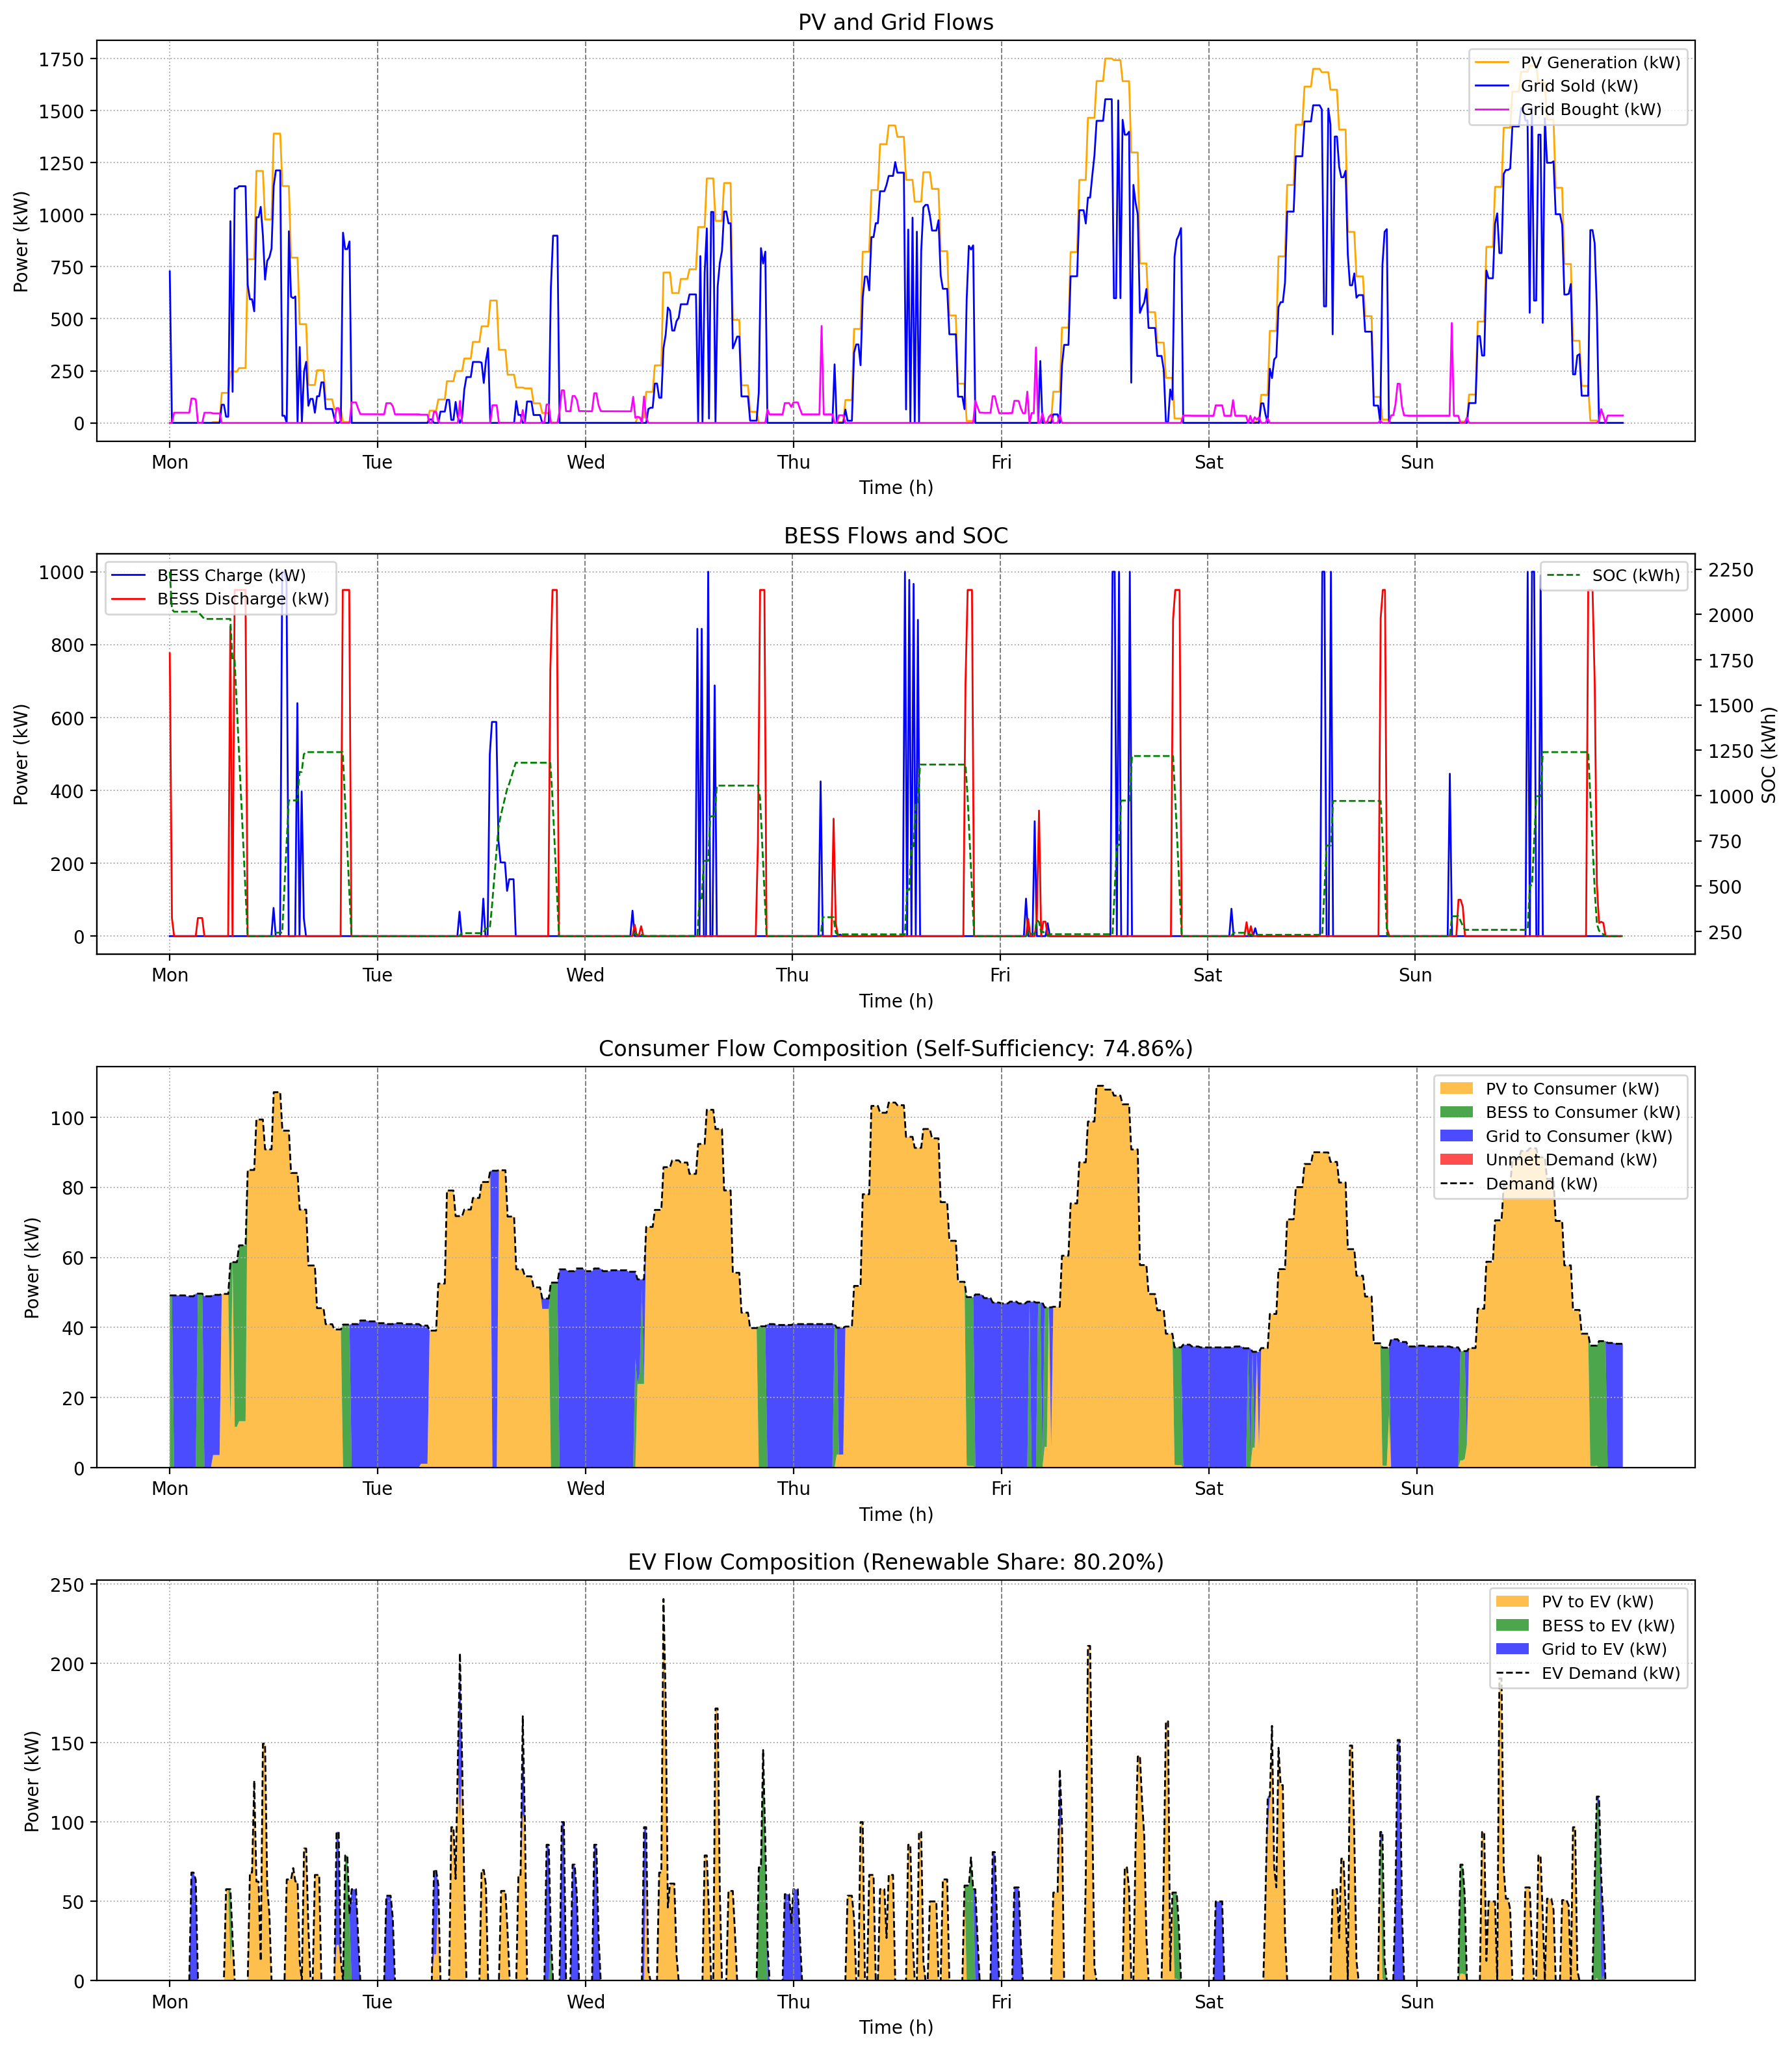 PV and Grid Flows
PV Generation (kW)
Grid Sold (kW)
Grid Bought (kW)
Power (kW)
1750
1500
1250
1000
750
500
250
0
Mon Tue Wed Thu Fri Sat Sun
Time (h)
BESS Flows and SOC
BESS Charge (kW)
BESS Discharge (kW)
SOC (kWh)
Power (kW)
1000
800
600
400
200
0
2250
2000
1750
1500
1250
1000
750
500
250
SOC (kWh)
Mon Tue Wed Thu Fri Sat Sun
Time (h)
Consumer Flow Composition (Self-Sufficiency: 74.86%)
PV to Consumer (kW)
BESS to Consumer (kW)
Grid to Consumer (kW)
Unmet Demand (kW)
Demand (kW)
Power (kW)
100
80
60
40
20
0
Mon Tue Wed Thu Fri Sat Sun
Time (h)
EV Flow Composition (Renewable Share: 80.20%)
PV to EV (kW)
BESS to EV (kW)
Grid to EV (kW)
EV Demand (kW)
Power (kW)
250
200
150
100
50
0
Mon Tue Wed Thu Fri Sat Sun
Time (h)